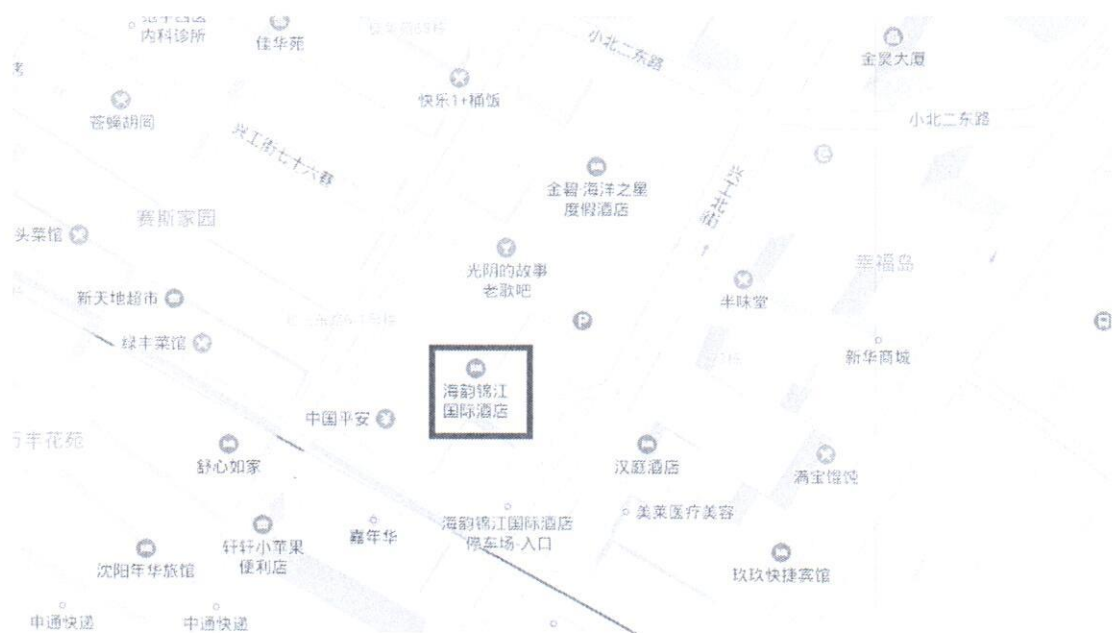 内科诊所
佳华苑
小北二东路
金昊大厦
快乐1+桶饭
苍蝇胡同
小北二东路
兴工街七十六巷
金碧·海洋之星
度假酒店
兴工北街
赛斯家园
头菜馆
光阴的故事
老歌吧
幸福岛
新天地超市
半味堂
P
绿丰菜馆
新华商城
海韵锦江
国际酒店
中国平安
丰花苑
舒心如家
汉庭酒店
满宝馄饨
美莱医疗美容
海韵锦江国际酒店
停车场-入口
嘉年华
轩轩小苹果
便利店
沈阳年华旅馆
玖玖快捷宾馆
申通快递
中通快递